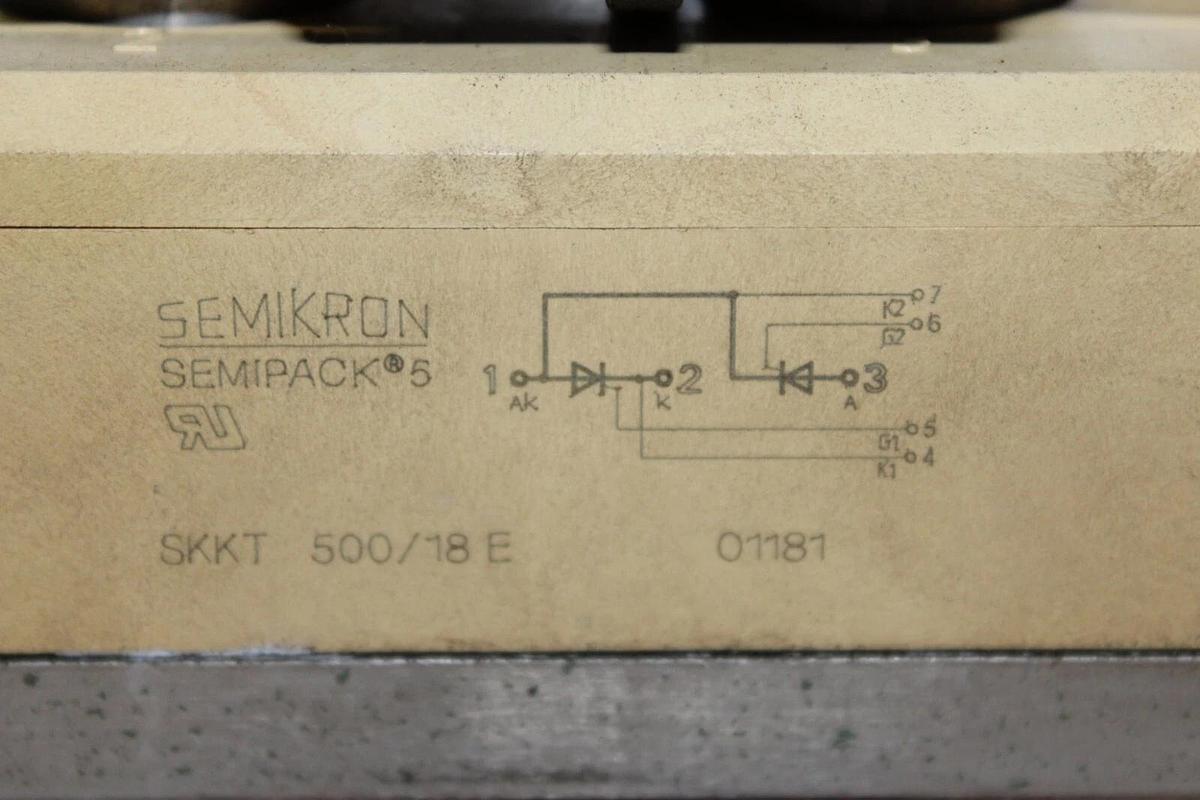 SEMIKRON
SEMIPACK® 5
RU
SKKT 500/18 E 01181
1 AK
2 K
3 A
K2 7
G2 6
G1 5
K1 4